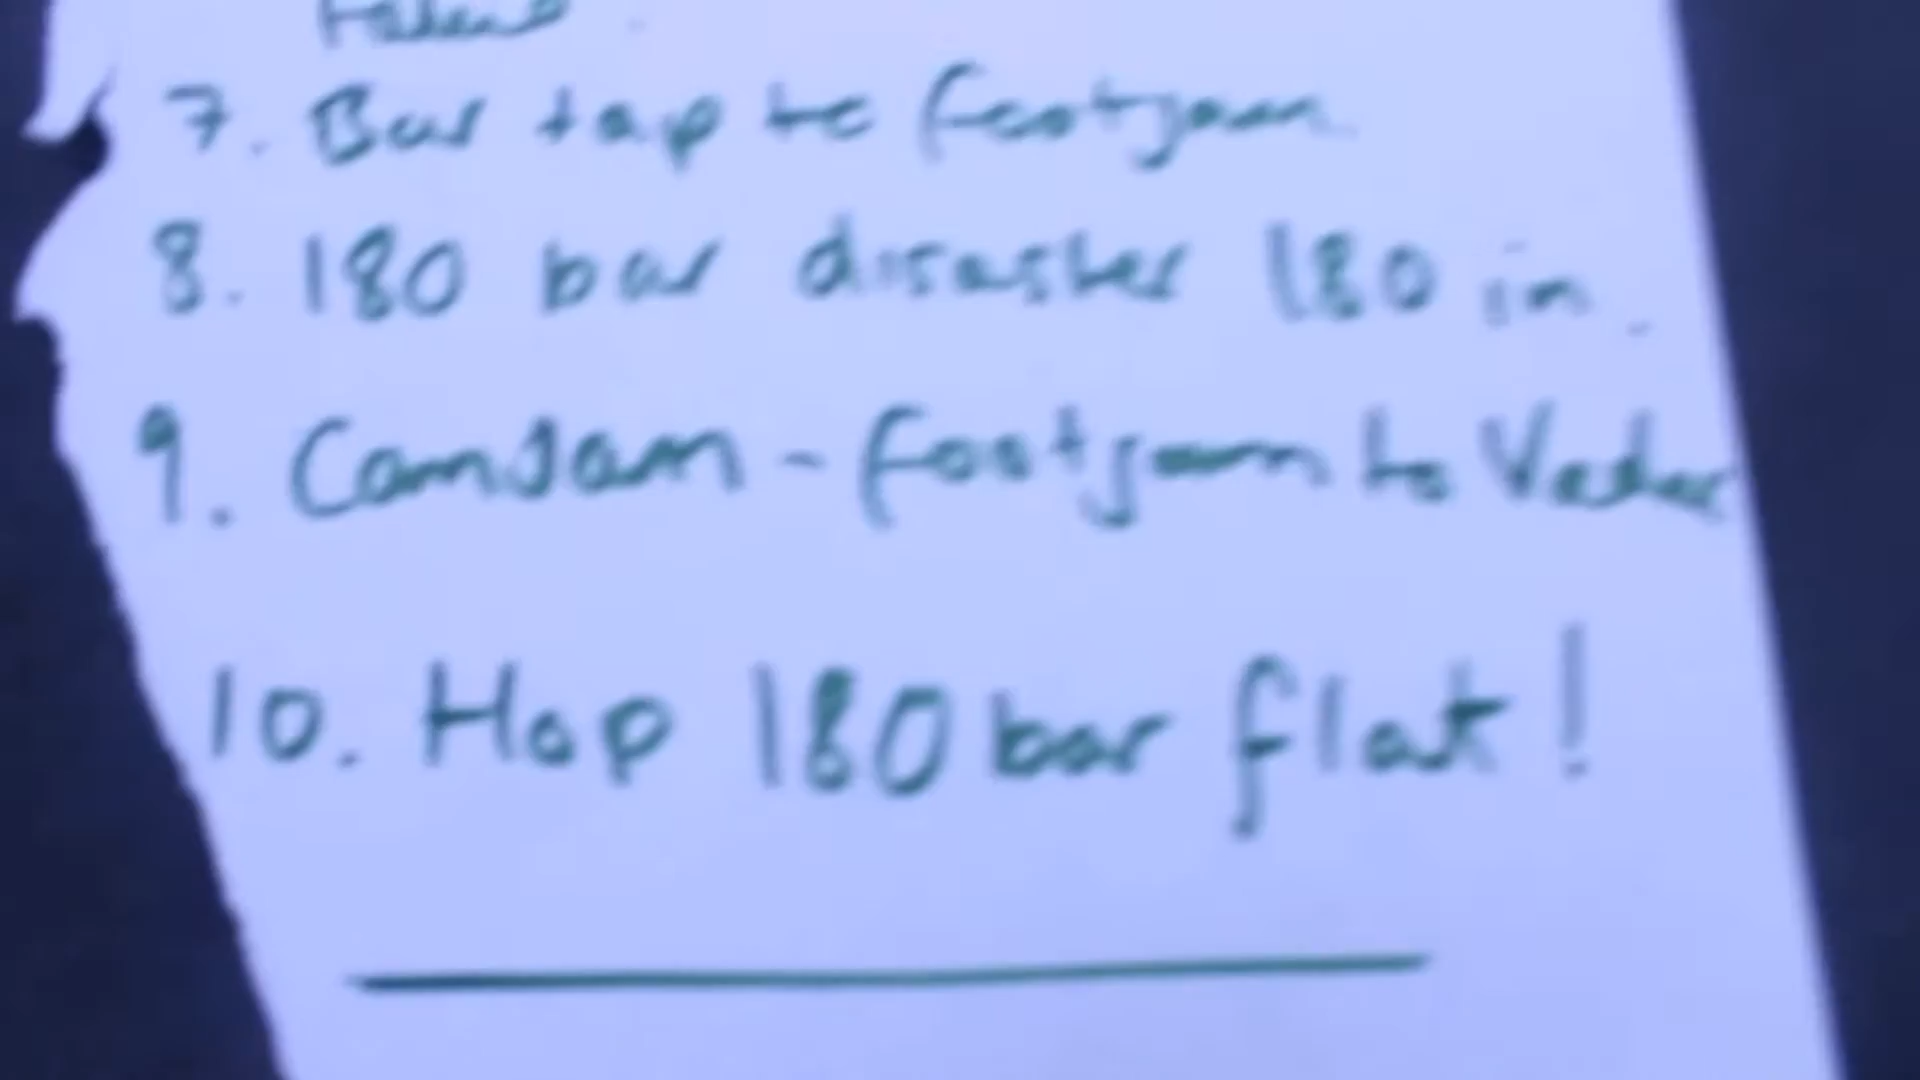 7. Bar tap to footjam.
8. 180 bar disaster 180 in.
9. CamJam - footjam to
10. Hop 180 bar flat!